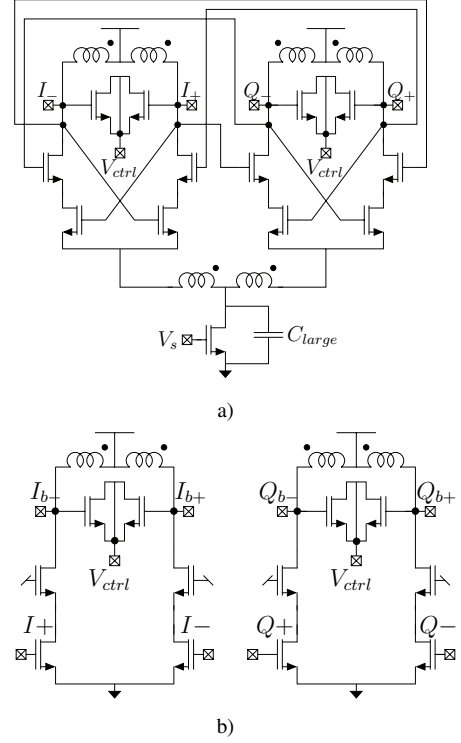 I− I+ Q− Q+
Vctrl Vctrl
Vs Clarge
a)
Ib− Ib+ Qb− Qb+
Vctrl Vctrl
I+ I− Q+ Q−
b)